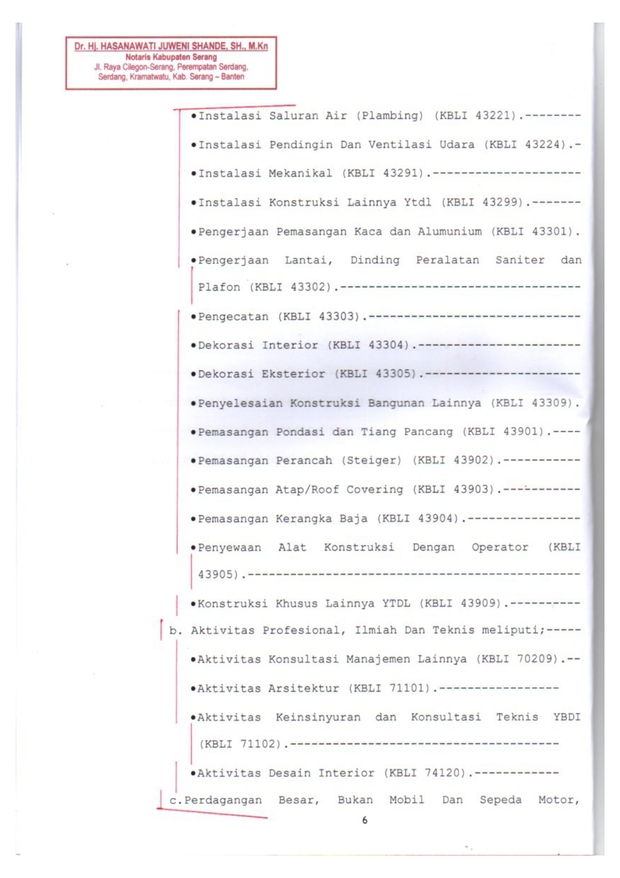 Dr. Hj. HASANAWATI JUWENI SHANDE, SH., M.Kn
Notaris Kabupaten Serang
Jl. Raya Cilegon-Serang, Perempatan Serdang,
Serdang, Kramatwatu, Kab. Serang – Banten
•Instalasi Saluran Air (Plambing) (KBLI 43221).--------
•Instalasi Pendingin Dan Ventilasi Udara (KBLI 43224).-
•Instalasi Mekanikal (KBLI 43291).---------------------
•Instalasi Konstruksi Lainnya Ytdl (KBLI 43299).-------
•Pengerjaan Pemasangan Kaca dan Alumunium (KBLI 43301).
•Pengerjaan Lantai, Dinding Peralatan Saniter dan
Plafon (KBLI 43302).----------------------------------
•Pengecatan (KBLI 43303).------------------------------
•Dekorasi Interior (KBLI 43304).-----------------------
•Dekorasi Eksterior (KBLI 43305).----------------------
•Penyelesaian Konstruksi Bangunan Lainnya (KBLI 43309).
•Pemasangan Pondasi dan Tiang Pancang (KBLI 43901).----
•Pemasangan Perancah (Steiger) (KBLI 43902).-----------
•Pemasangan Atap/Roof Covering (KBLI 43903).-----------
•Pemasangan Kerangka Baja (KBLI 43904).----------------
•Penyewaan Alat Konstruksi Dengan Operator (KBLI
43905).-----------------------------------------------
•Konstruksi Khusus Lainnya YTDL (KBLI 43909).----------
b. Aktivitas Profesional, Ilmiah Dan Teknis meliputi;-----
•Aktivitas Konsultasi Manajemen Lainnya (KBLI 70209).--
•Aktivitas Arsitektur (KBLI 71101).-----------------
•Aktivitas Keinsinyuran dan Konsultasi Teknis YBDI
(KBLI 71102).--------------------------------------
•Aktivitas Desain Interior (KBLI 74120).------------
c.Perdagangan Besar, Bukan Mobil Dan Sepeda Motor,
6